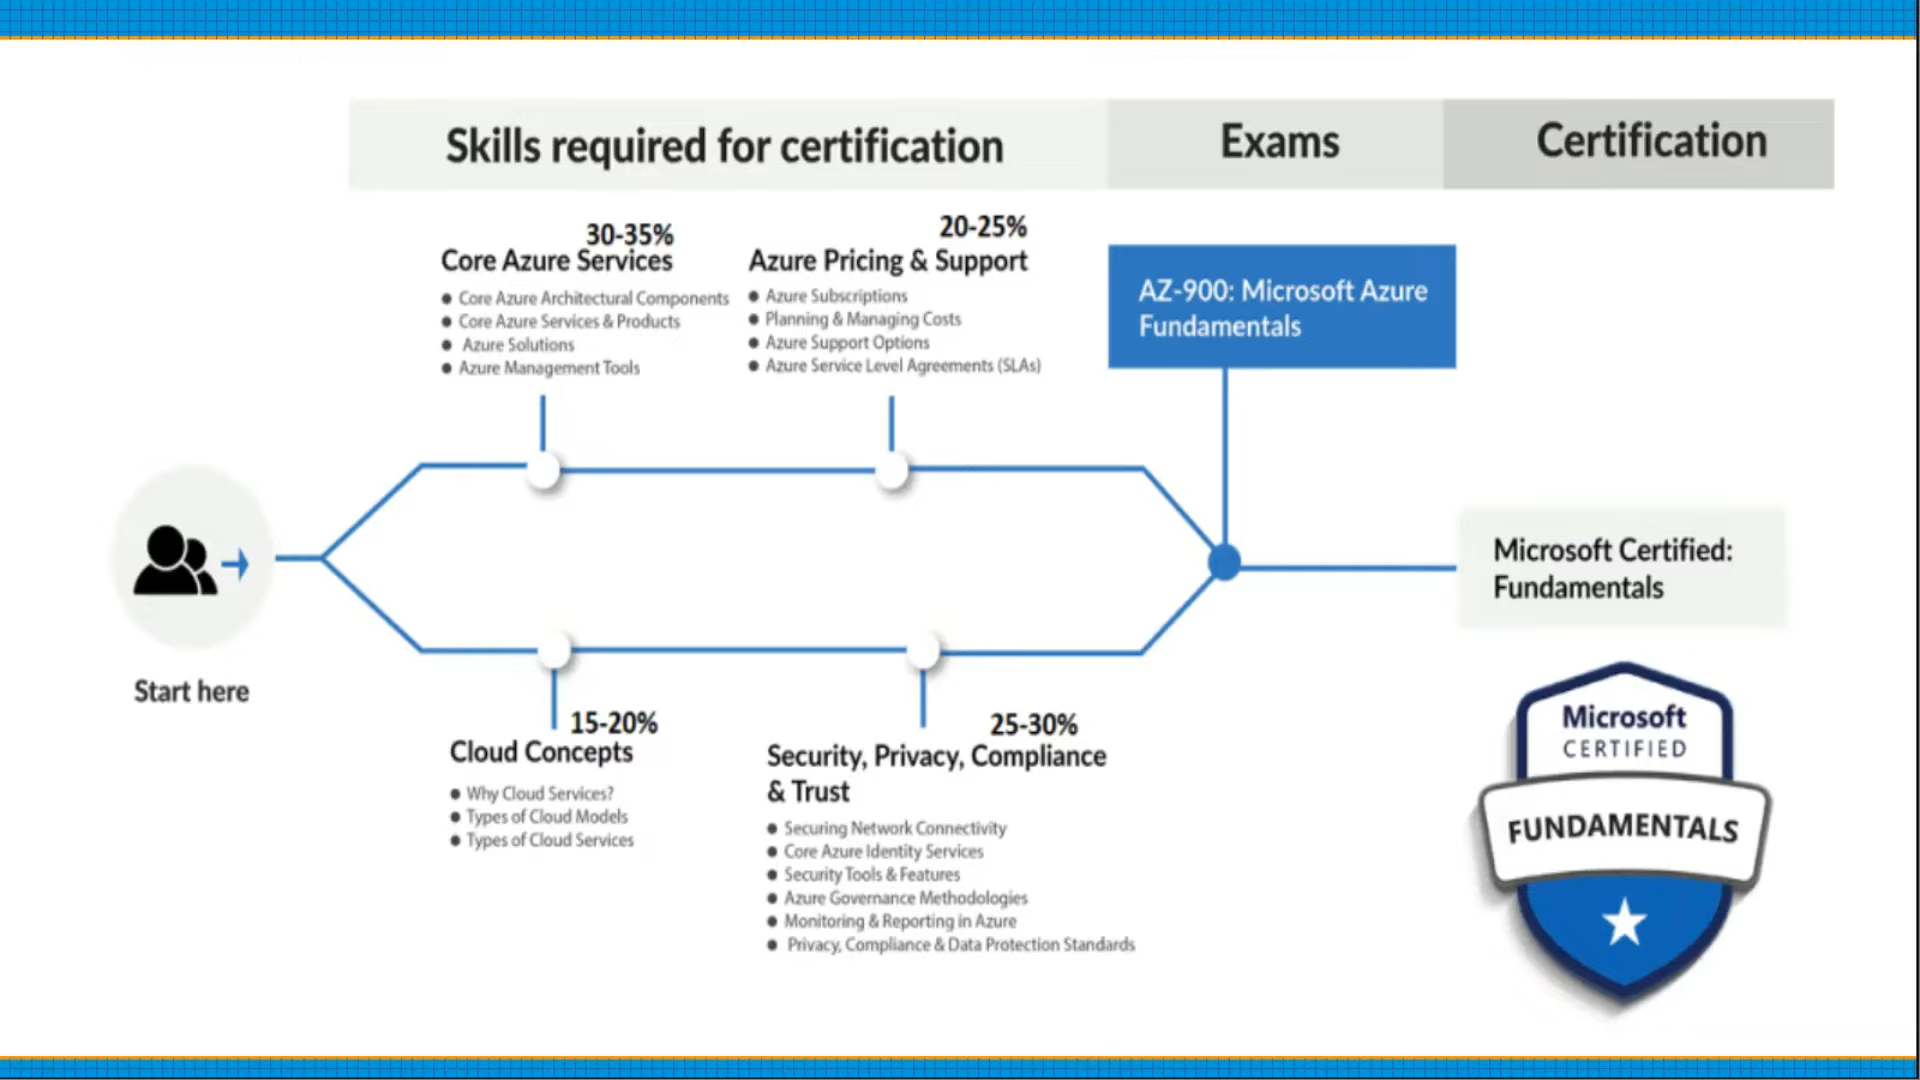 Skills required for certification
Exams
Certification
30-35%
Core Azure Services
● Core Azure Architectural Components
● Core Azure Services & Products
● Azure Solutions
● Azure Management Tools
20-25%
Azure Pricing & Support
● Azure Subscriptions
● Planning & Managing Costs
● Azure Support Options
● Azure Service Level Agreements (SLAs)
AZ-900: Microsoft Azure
Fundamentals
Start here
Microsoft Certified:
Fundamentals
15-20%
Cloud Concepts
● Why Cloud Services?
● Types of Cloud Models
● Types of Cloud Services
25-30%
Security, Privacy, Compliance
& Trust
● Securing Network Connectivity
● Core Azure Identity Services
● Security Tools & Features
● Azure Governance Methodologies
● Monitoring & Reporting in Azure
● Privacy, Compliance & Data Protection Standards
Microsoft
CERTIFIED
FUNDAMENTALS